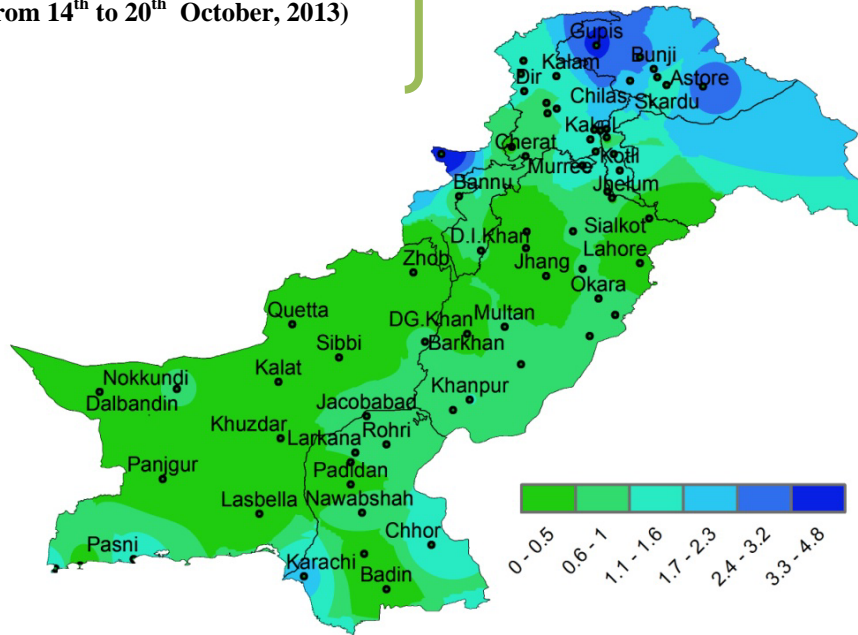 rom 14th to 20th October, 2013)
Gupis
Bunji
Kalam
Dir
Astore
Chilas
Skardu
Kakul
Cherat
Kotli
Murree
Bannu
Jhelum
Sialkot
D.I.Khan
Lahore
Zhob
Jhang
Okara
Quetta
DG.Khan
Multan
Sibbi
Barkhan
Kalat
Nokkundi
Khanpur
Dalbandin
Jacobabad
Khuzdar
Larkana
Rohri
Panjgur
Padidan
Lasbella
Nawabshah
Chhor
Pasni
Karachi
Badin
0 - 0.5
0.6 - 1
1.1 - 1.6
1.7 - 2.3
2.4 - 3.2
3.3 - 4.8